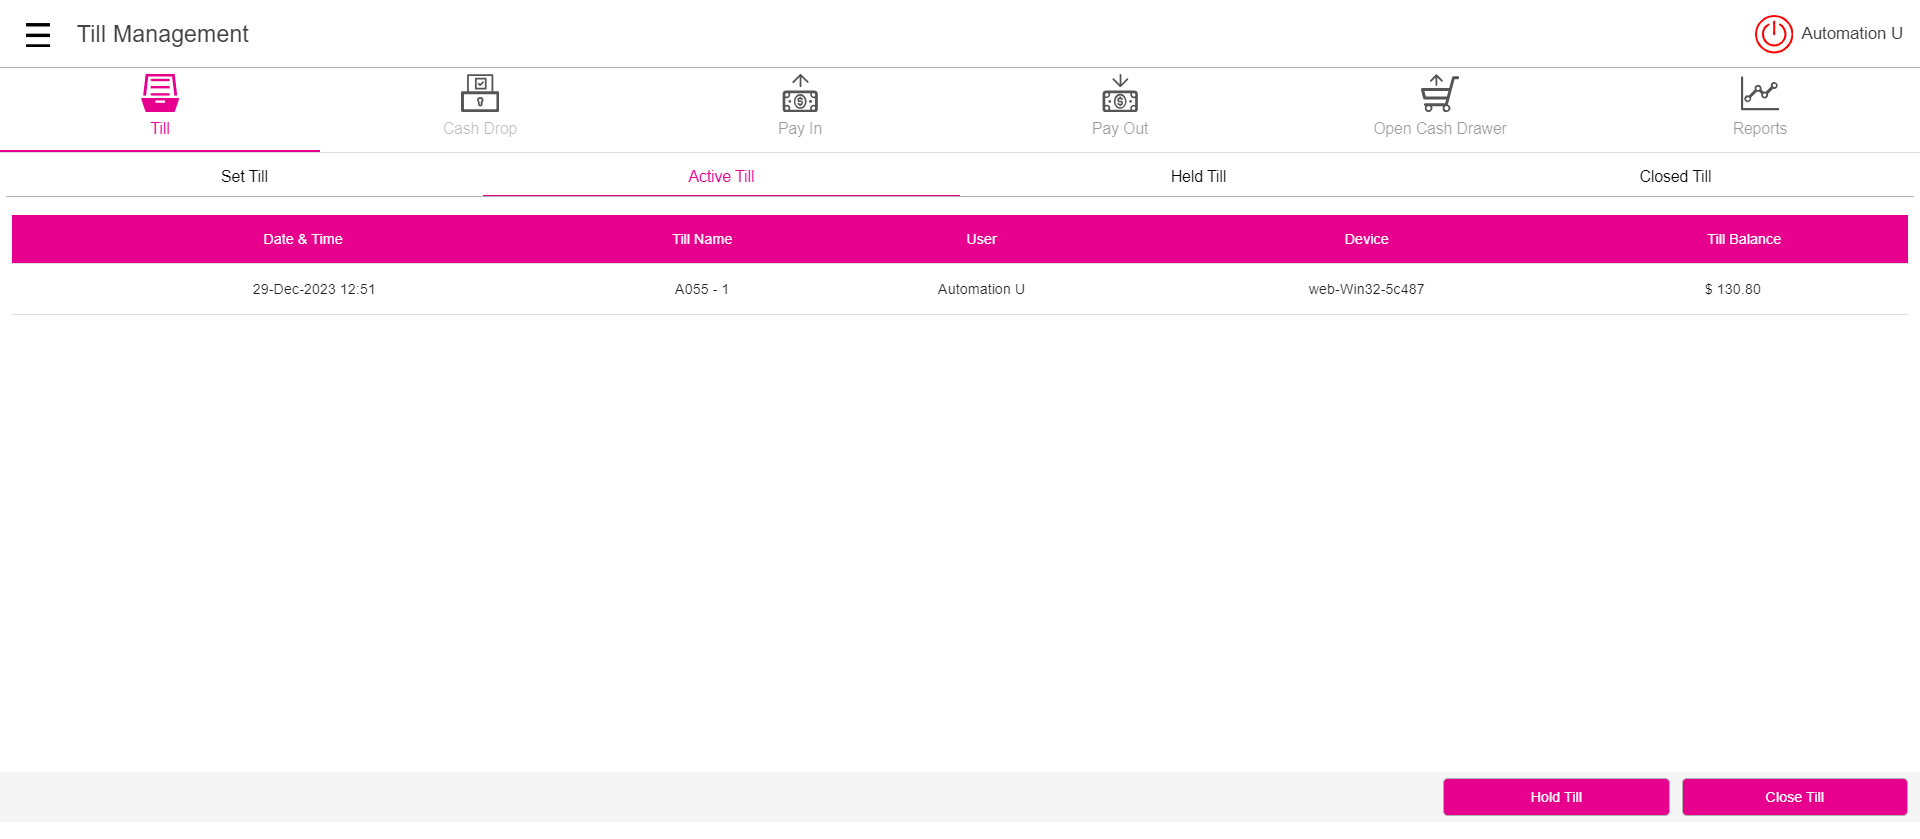 Till Management
Automation U
Till
Cash Drop
Pay In
Pay Out
Open Cash Drawer
Reports
Set Till
Active Till
Held Till
Closed Till
Date & Time Till Name User Device Till Balance
29-Dec-2023 12:51 A055 - 1 Automation U web-Win32-5c487 $ 130.80
Hold Till
Close Till